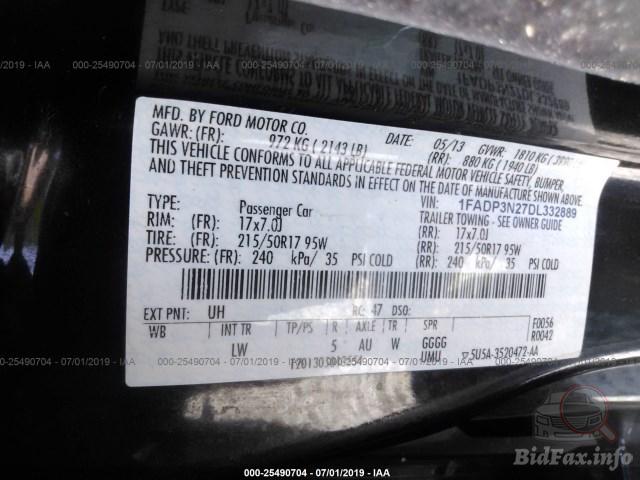 000-25490704 / 07/01/2019 - IAA
MFD. BY FORD MOTOR CO.
DATE: 05/13 GVWR: 1810 KG
GAWR: (FR): 972 KG ( 2143 LB) (RR): 880 KG ( 1940 LB)
THIS VEHICLE CONFORMS TO ALL APPLICABLE FEDERAL MOTOR VEHICLE SAFETY, BUMPER,
AND THEFT PREVENTION STANDARDS IN EFFECT ON THE DATE OF MANUFACTURE SHOWN ABOVE.
VIN: 1FADP3N27DL332889
TYPE: Passenger Car TRAILER TOWING - SEE OWNER GUIDE
RIM: (FR) 17x7.0J (RR): 17x7.0J
TIRE: (FR) 215/50R17 95W (RR): 215/50R17 95W
PRESSURE: (FR) 240 kPa/ 35 PSI COLD (RR): 240 kPa/ 35 PSI COLD
EXT PNT: UH RC: 47 DSO:
WB INT TR TP/PS R AXLE TR SPR F0056
R0042
LW 5 AU W GGGG
UMU 5U5A-3520472-AA
000-25490704 / 07/01/2019 - IAA
BidFax.info